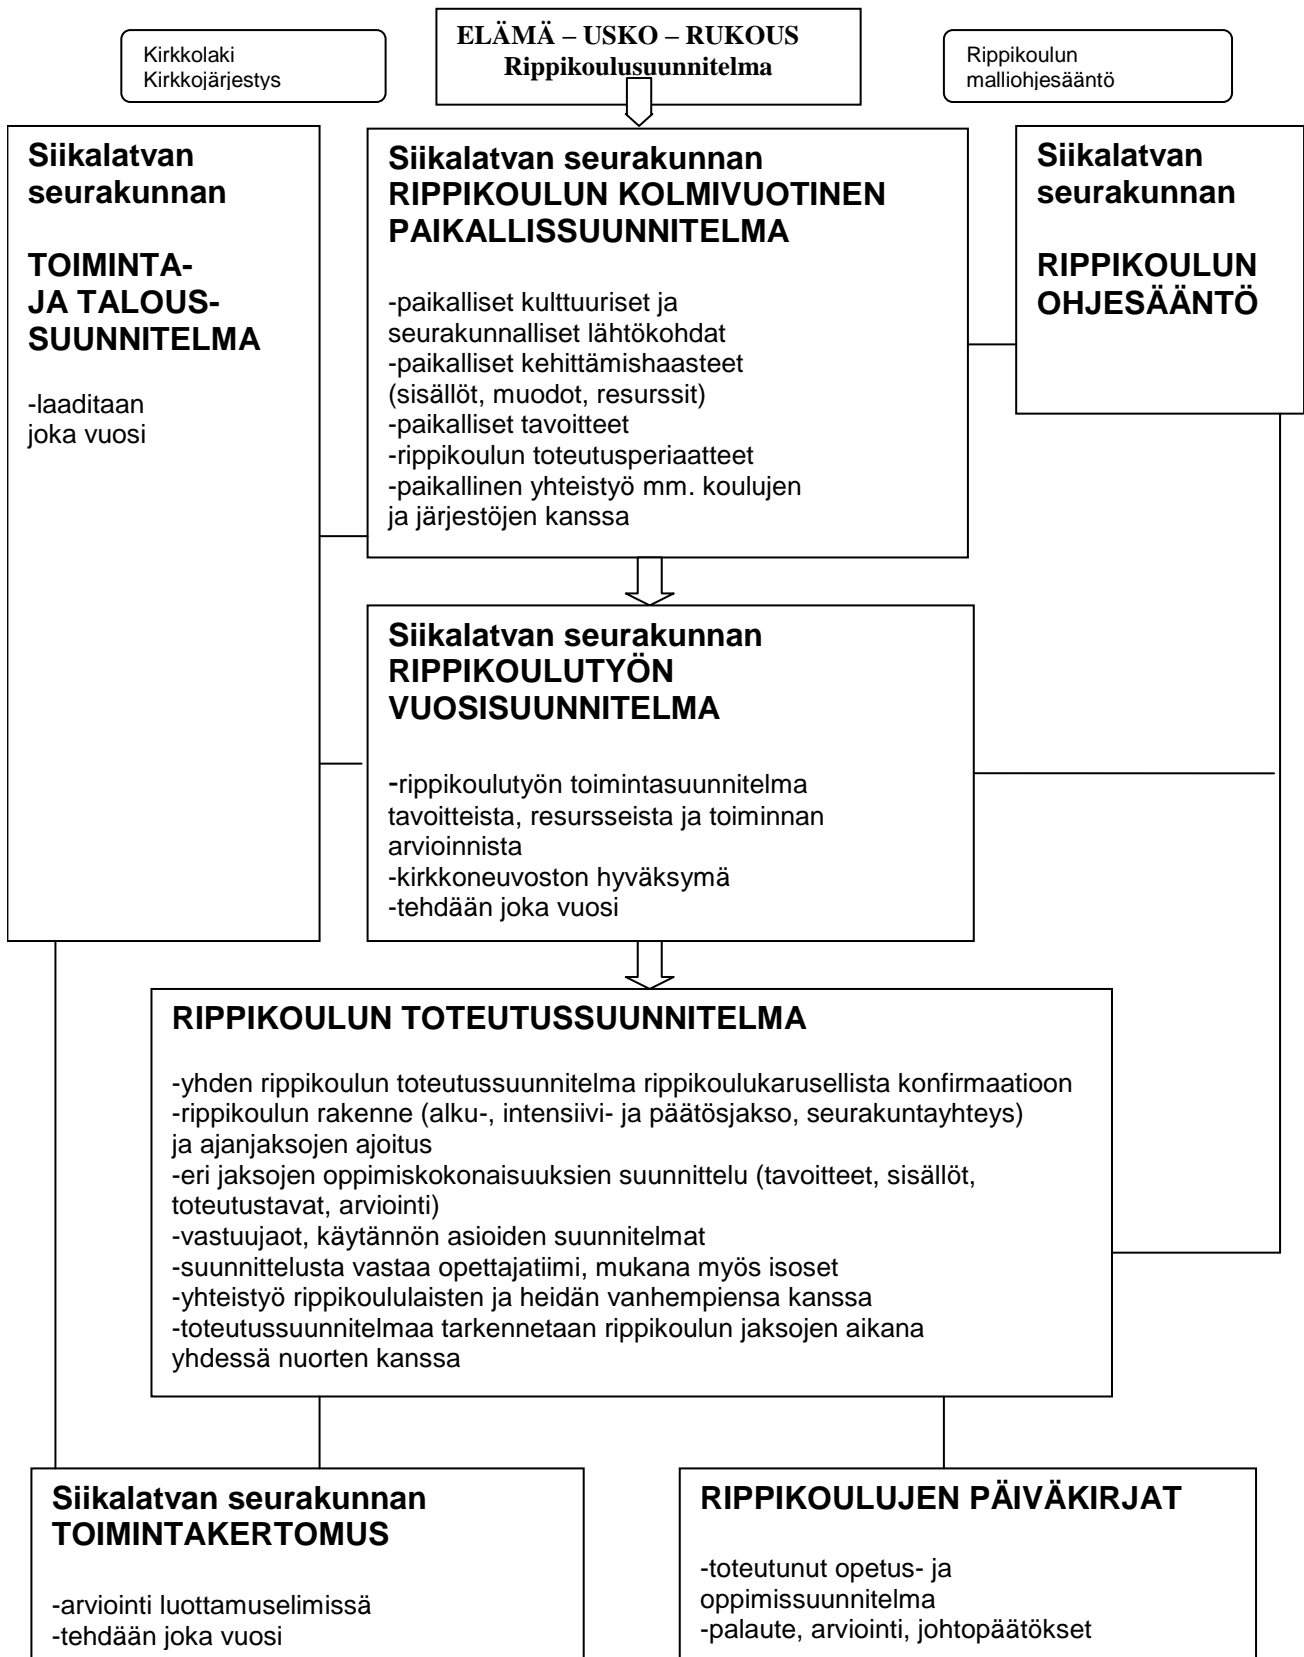 Kirkkolaki
Kirkkojärjestys
ELÄMÄ – USKO – RUKOUS
Rippikoulusuunnitelma
Rippikoulun
malliohjesääntö
Siikalatvan
seurakunnan
TOIMINTA-
JA TALOUS-
SUUNNITELMA
-laaditaan
joka vuosi
Siikalatvan seurakunnan
RIPPIKOULUN KOLMIVUOTINEN
PAIKALLISSUUNNITELMA
-paikalliset kulttuuriset ja
seurakunnalliset lähtökohdat
-paikalliset kehittämishaasteet
(sisällöt, muodot, resurssit)
-paikalliset tavoitteet
-rippikoulun toteutusperiaatteet
-paikallinen yhteistyö mm. koulujen
ja järjestöjen kanssa
Siikalatvan
seurakunnan
RIPPIKOULUN
OHJESÄÄNTÖ
Siikalatvan seurakunnan
RIPPIKOULUTYÖN
VUOSISUUNNITELMA
-rippikoulutyön toimintasuunnitelma
tavoitteista, resursseista ja toiminnan
arvioinnista
-kirkkoneuvoston hyväksymä
-tehdään joka vuosi
RIPPIKOULUN TOTEUTUSSUUNNITELMA
-yhden rippikoulun toteutussuunnitelma rippikoulukarusellista konfirmaatioon
-rippikoulun rakenne (alku-, intensiivi- ja päätösjakso, seurakuntayhteys)
ja ajanjaksojen ajoitus
-eri jaksojen oppimiskokonaisuuksien suunnittelu (tavoitteet, sisällöt,
toteutustavat, arviointi)
-vastuujaot, käytännön asioiden suunnitelmat
-suunnittelusta vastaa opettajatiimi, mukana myös isoset
-yhteistyö rippikoululaisten ja heidän vanhempiensa kanssa
-toteutussuunnitelmaa tarkennetaan rippikoulun jaksojen aikana
yhdessä nuorten kanssa
Siikalatvan seurakunnan
TOIMINTAKERTOMUS
-arviointi luottamuselimissä
-tehdään joka vuosi
RIPPIKOULUJEN PÄIVÄKIRJAT
-toteutunut opetus- ja
oppimissuunnitelma
-palaute, arviointi, johtopäätökset